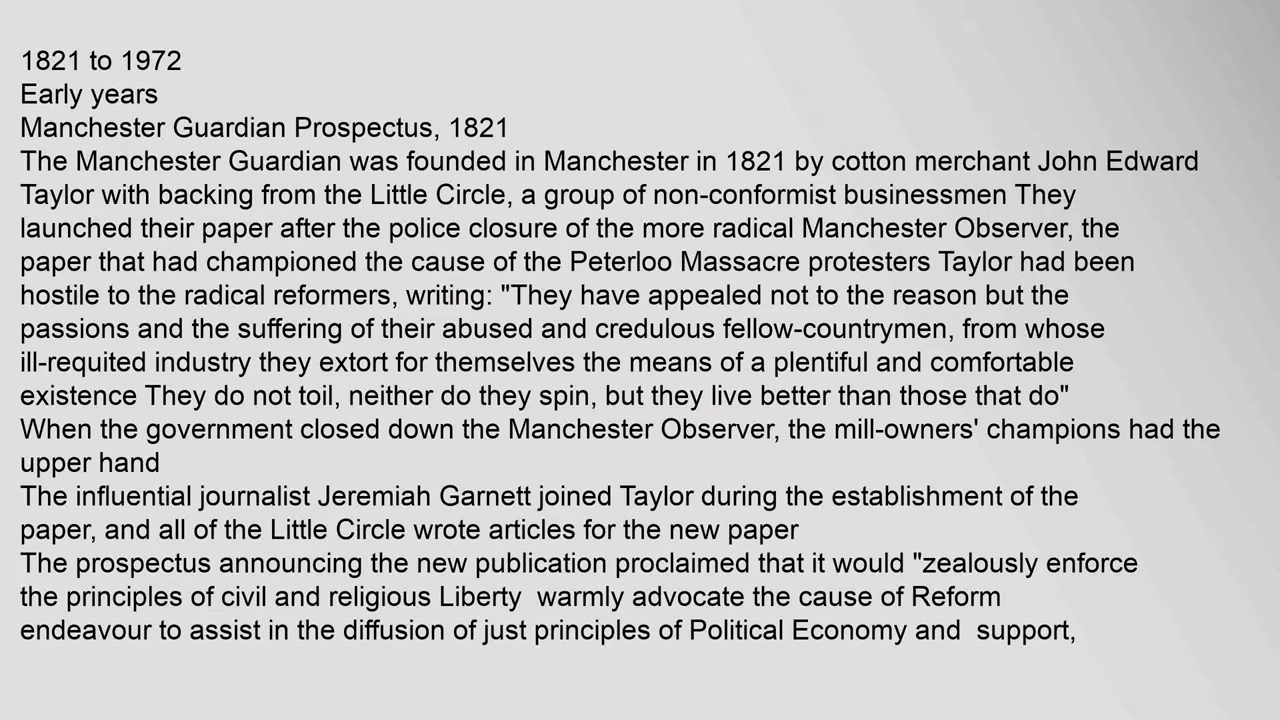 1821 to 1972
Early years
Manchester Guardian Prospectus, 1821
The Manchester Guardian was founded in Manchester in 1821 by cotton merchant John Edward
Taylor with backing from the Little Circle, a group of non-conformist businessmen They
launched their paper after the police closure of the more radical Manchester Observer, the
paper that had championed the cause of the Peterloo Massacre protesters Taylor had been
hostile to the radical reformers, writing: "They have appealed not to the reason but the
passions and the suffering of their abused and credulous fellow-countrymen, from whose
ill-requited industry they extort for themselves the means of a plentiful and comfortable
existence They do not toil, neither do they spin, but they live better than those that do"
When the government closed down the Manchester Observer, the mill-owners' champions had the
upper hand
The influential journalist Jeremiah Garnett joined Taylor during the establishment of the
paper, and all of the Little Circle wrote articles for the new paper
The prospectus announcing the new publication proclaimed that it would "zealously enforce
the principles of civil and religious Liberty  warmly advocate the cause of Reform
endeavour to assist in the diffusion of just principles of Political Economy and  support,